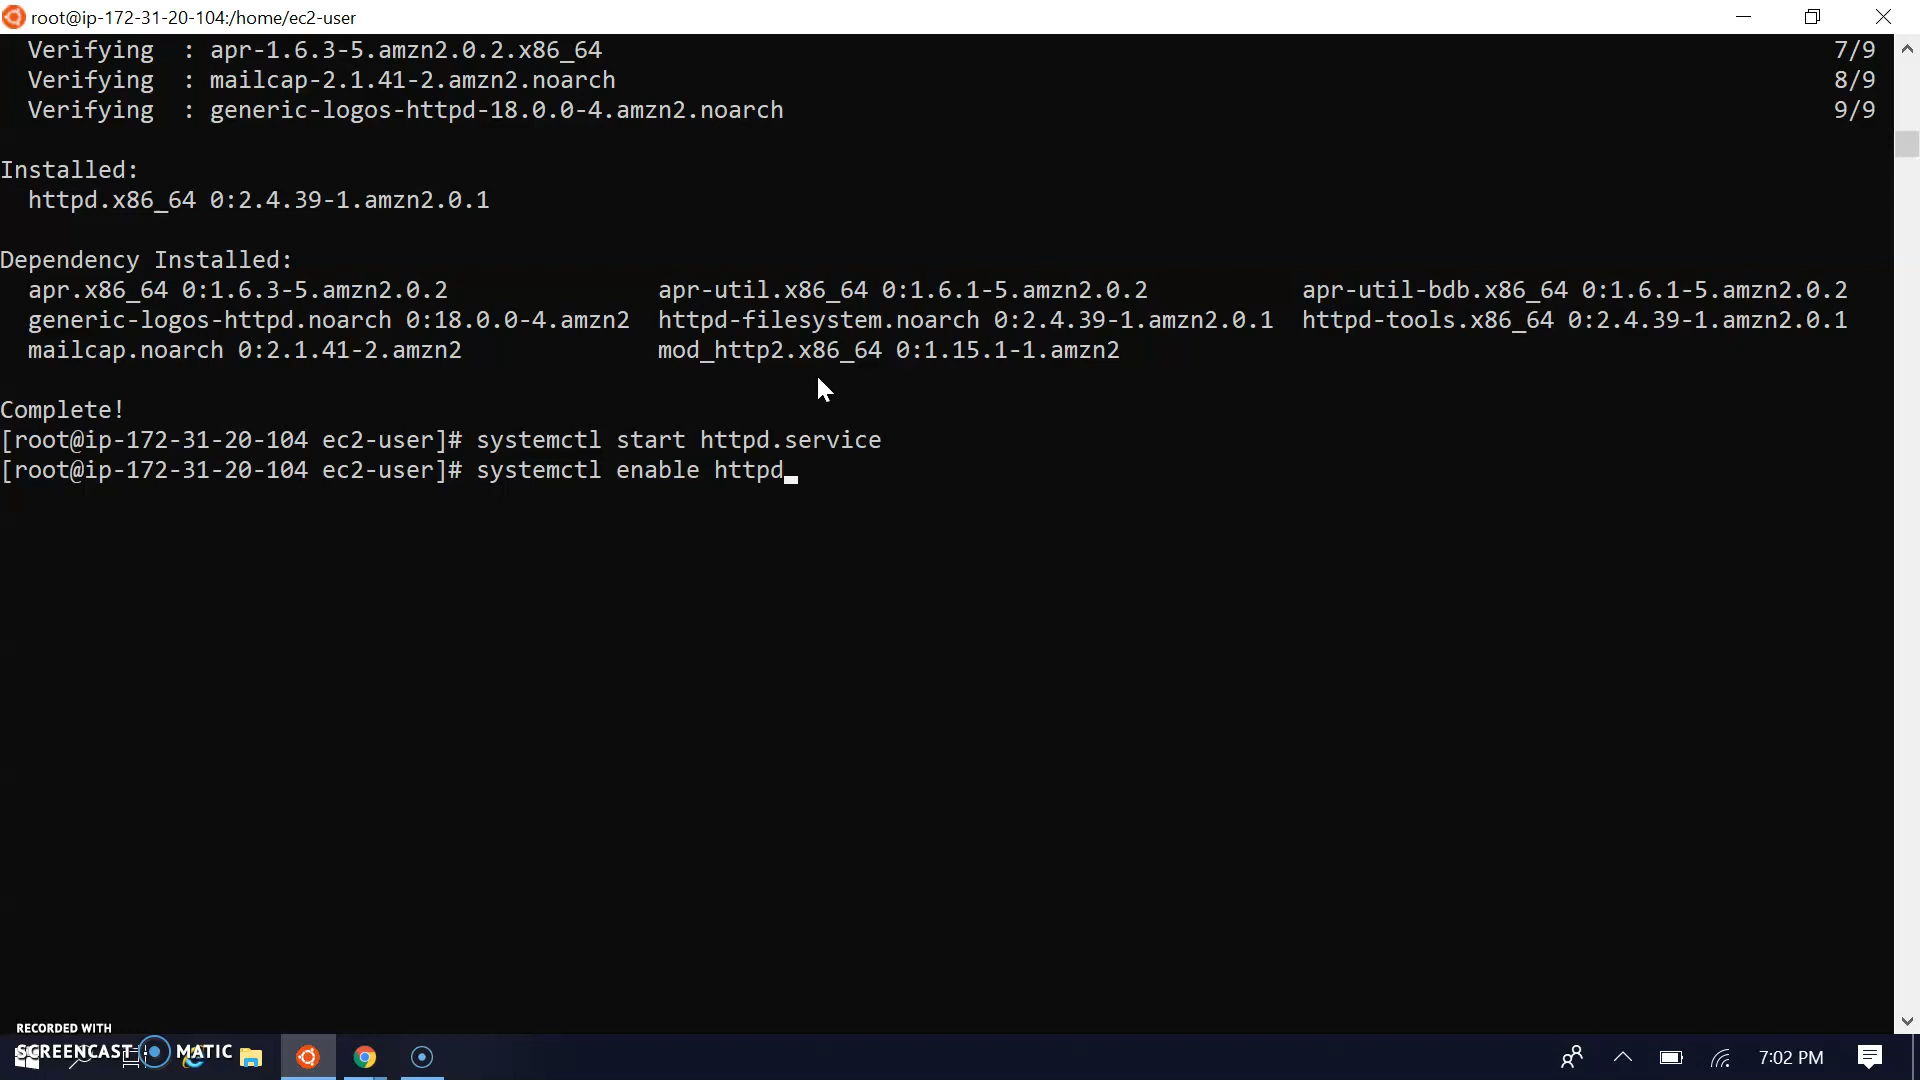 root@ip-172-31-20-104:/home/ec2-user
Verifying : apr-1.6.3-5.amzn2.0.2.x86_64 7/9
Verifying : mailcap-2.1.41-2.amzn2.noarch 8/9
Verifying : generic-logos-httpd-18.0.0-4.amzn2.noarch 9/9
Installed:
httpd.x86_64 0:2.4.39-1.amzn2.0.1
Dependency Installed:
apr.x86_64 0:1.6.3-5.amzn2.0.2 apr-util.x86_64 0:1.6.1-5.amzn2.0.2 apr-util-bdb.x86_64 0:1.6.1-5.amzn2.0.2
generic-logos-httpd.noarch 0:18.0.0-4.amzn2 httpd-filesystem.noarch 0:2.4.39-1.amzn2.0.1 httpd-tools.x86_64 0:2.4.39-1.amzn2.0.1
mailcap.noarch 0:2.1.41-2.amzn2 mod_http2.x86_64 0:1.15.1-1.amzn2
Complete!
[root@ip-172-31-20-104 ec2-user]# systemctl start httpd.service
[root@ip-172-31-20-104 ec2-user]# systemctl enable httpd
RECORDED WITH
SCREENCAST MATIC
7:02 PM